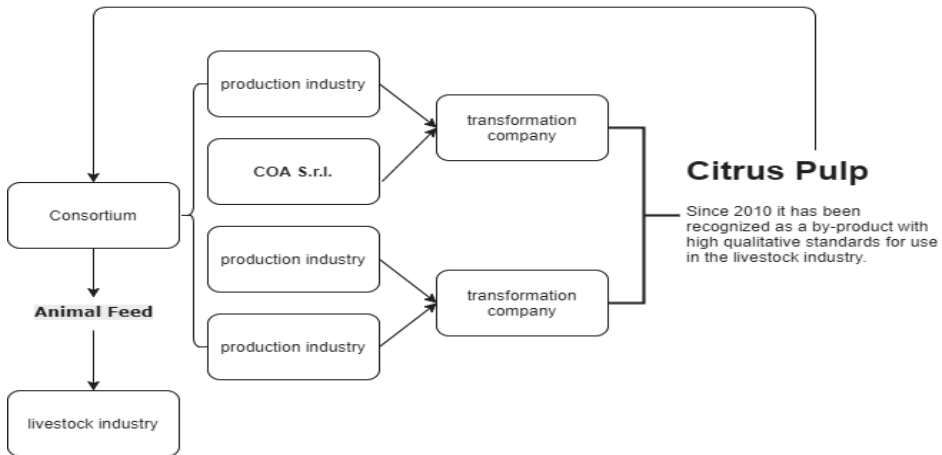 production industry
transformation
company
COA S.r.l.
Citrus Pulp
Consortium
Since 2010 it has been
recognized as a by-product with
high qualitative standards for use
in the livestock industry.
production industry
Animal Feed
transformation
company
production industry
livestock industry